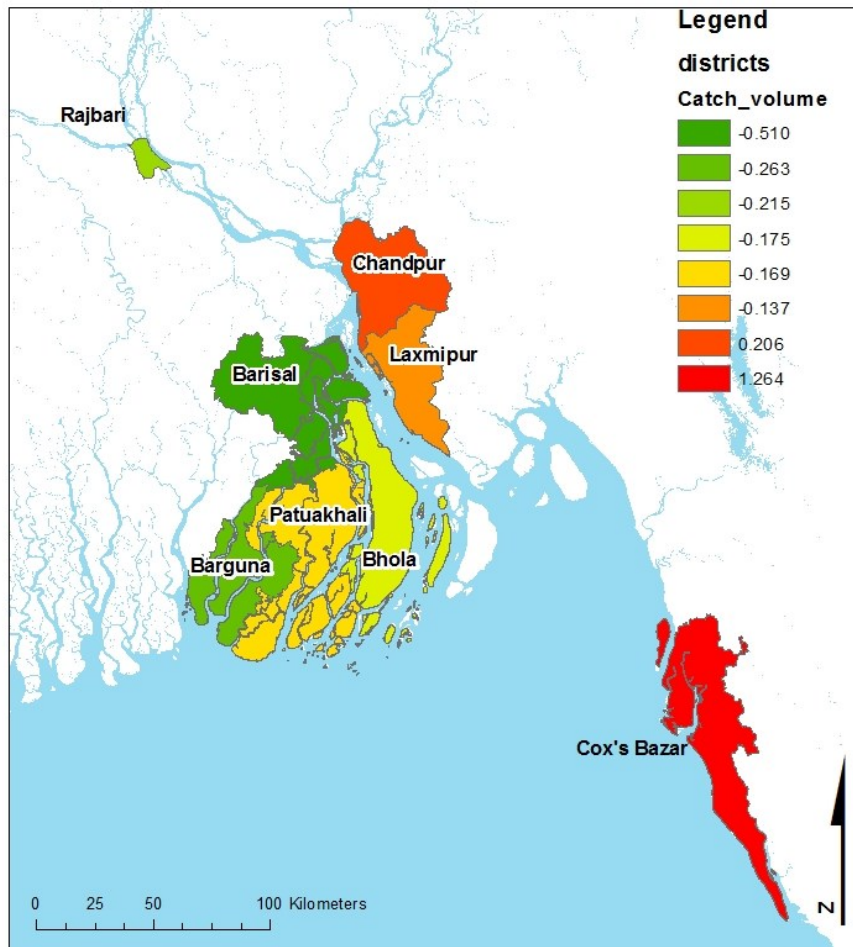 Legend
districts
Catch_volume
-0.510
-0.263
-0.215
-0.175
-0.169
-0.137
0.206
1.264
Rajbari
Chandpur
Laxmipur
Barisal
Patuakhali
Barguna
Bhola
Cox's Bazar
0 25 50 100 Kilometers
N